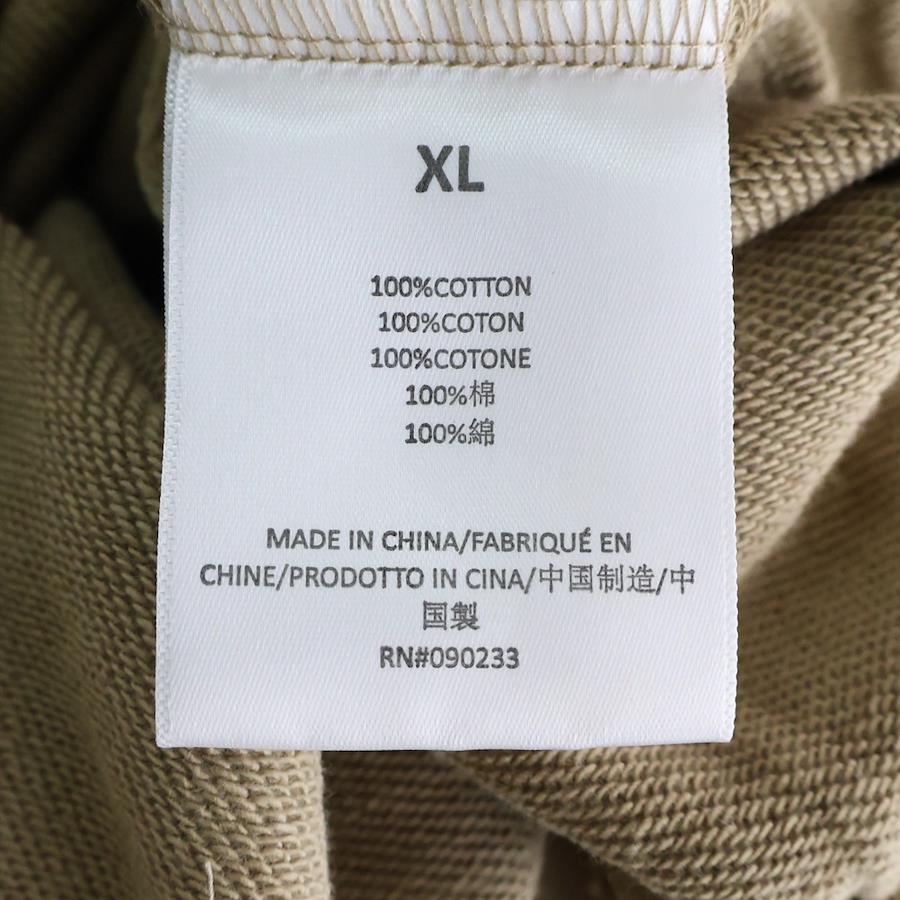 XL
100%COTTON
100%COTON
100%COTONE
100%棉
100%綿
MADE IN CHINA/FABRIQUÉ EN
CHINE/PRODOTTO IN CINA/中国制造/中
国製
RN#090233